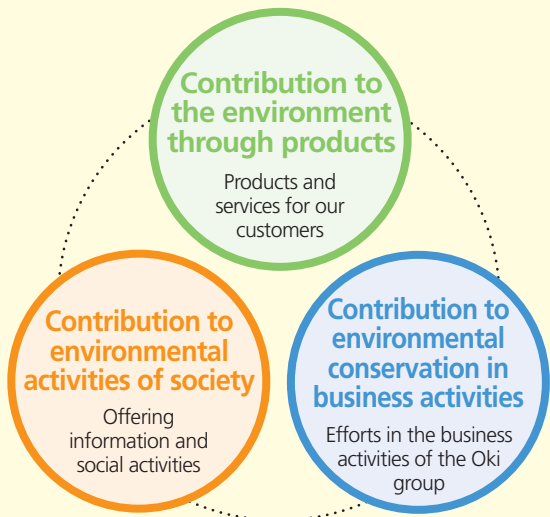 Contribution to
the environment
through products
Products and
services for our
customers
Contribution to
environmental
activities of society
Offering
information and
social activities
Contribution to
environmental
conservation in
business activities
Efforts in the business
activities of the Oki
group